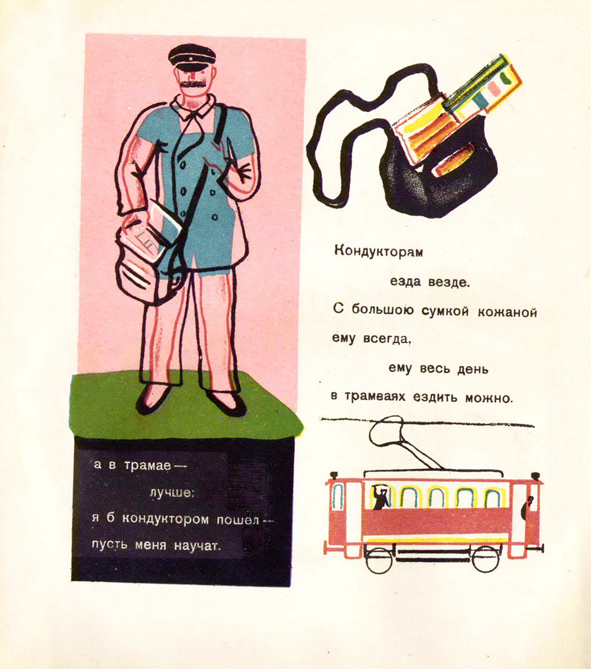 а в трамае —
лучше:
я б кондуктором пошел —
пусть меня научат.
Кондукторам
езда везде.
С большою сумкой кожаной
ему всегда,
ему весь день
в трамваях ездить можно.